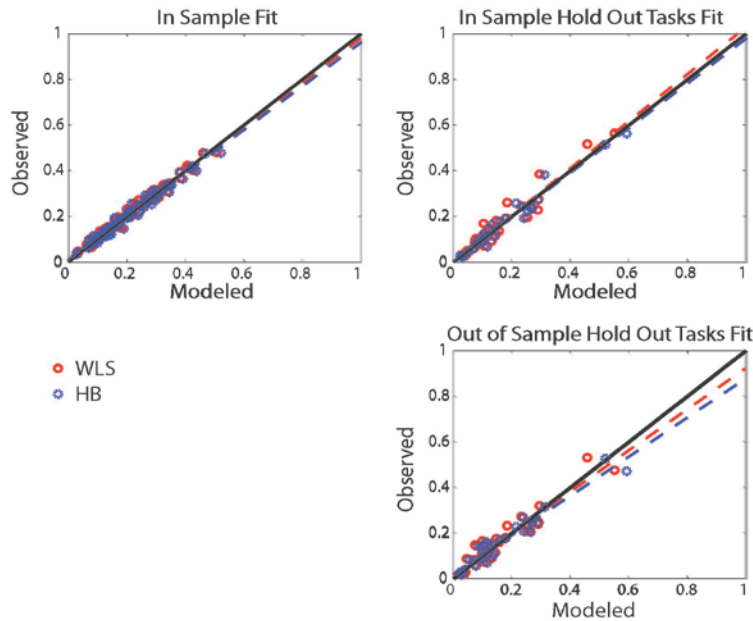 In Sample Fit
1
0.8
0.6
0.4
0.2
0
Observed
0 0.2 0.4 0.6 0.8 1
Modeled
In Sample Hold Out Tasks Fit
1
0.8
0.6
0.4
0.2
0
Observed
0 0.2 0.4 0.6 0.8 1
Modeled
WLS
HB
Out of Sample Hold Out Tasks Fit
1
0.8
0.6
0.4
0.2
0
Observed
0 0.2 0.4 0.6 0.8 1
Modeled